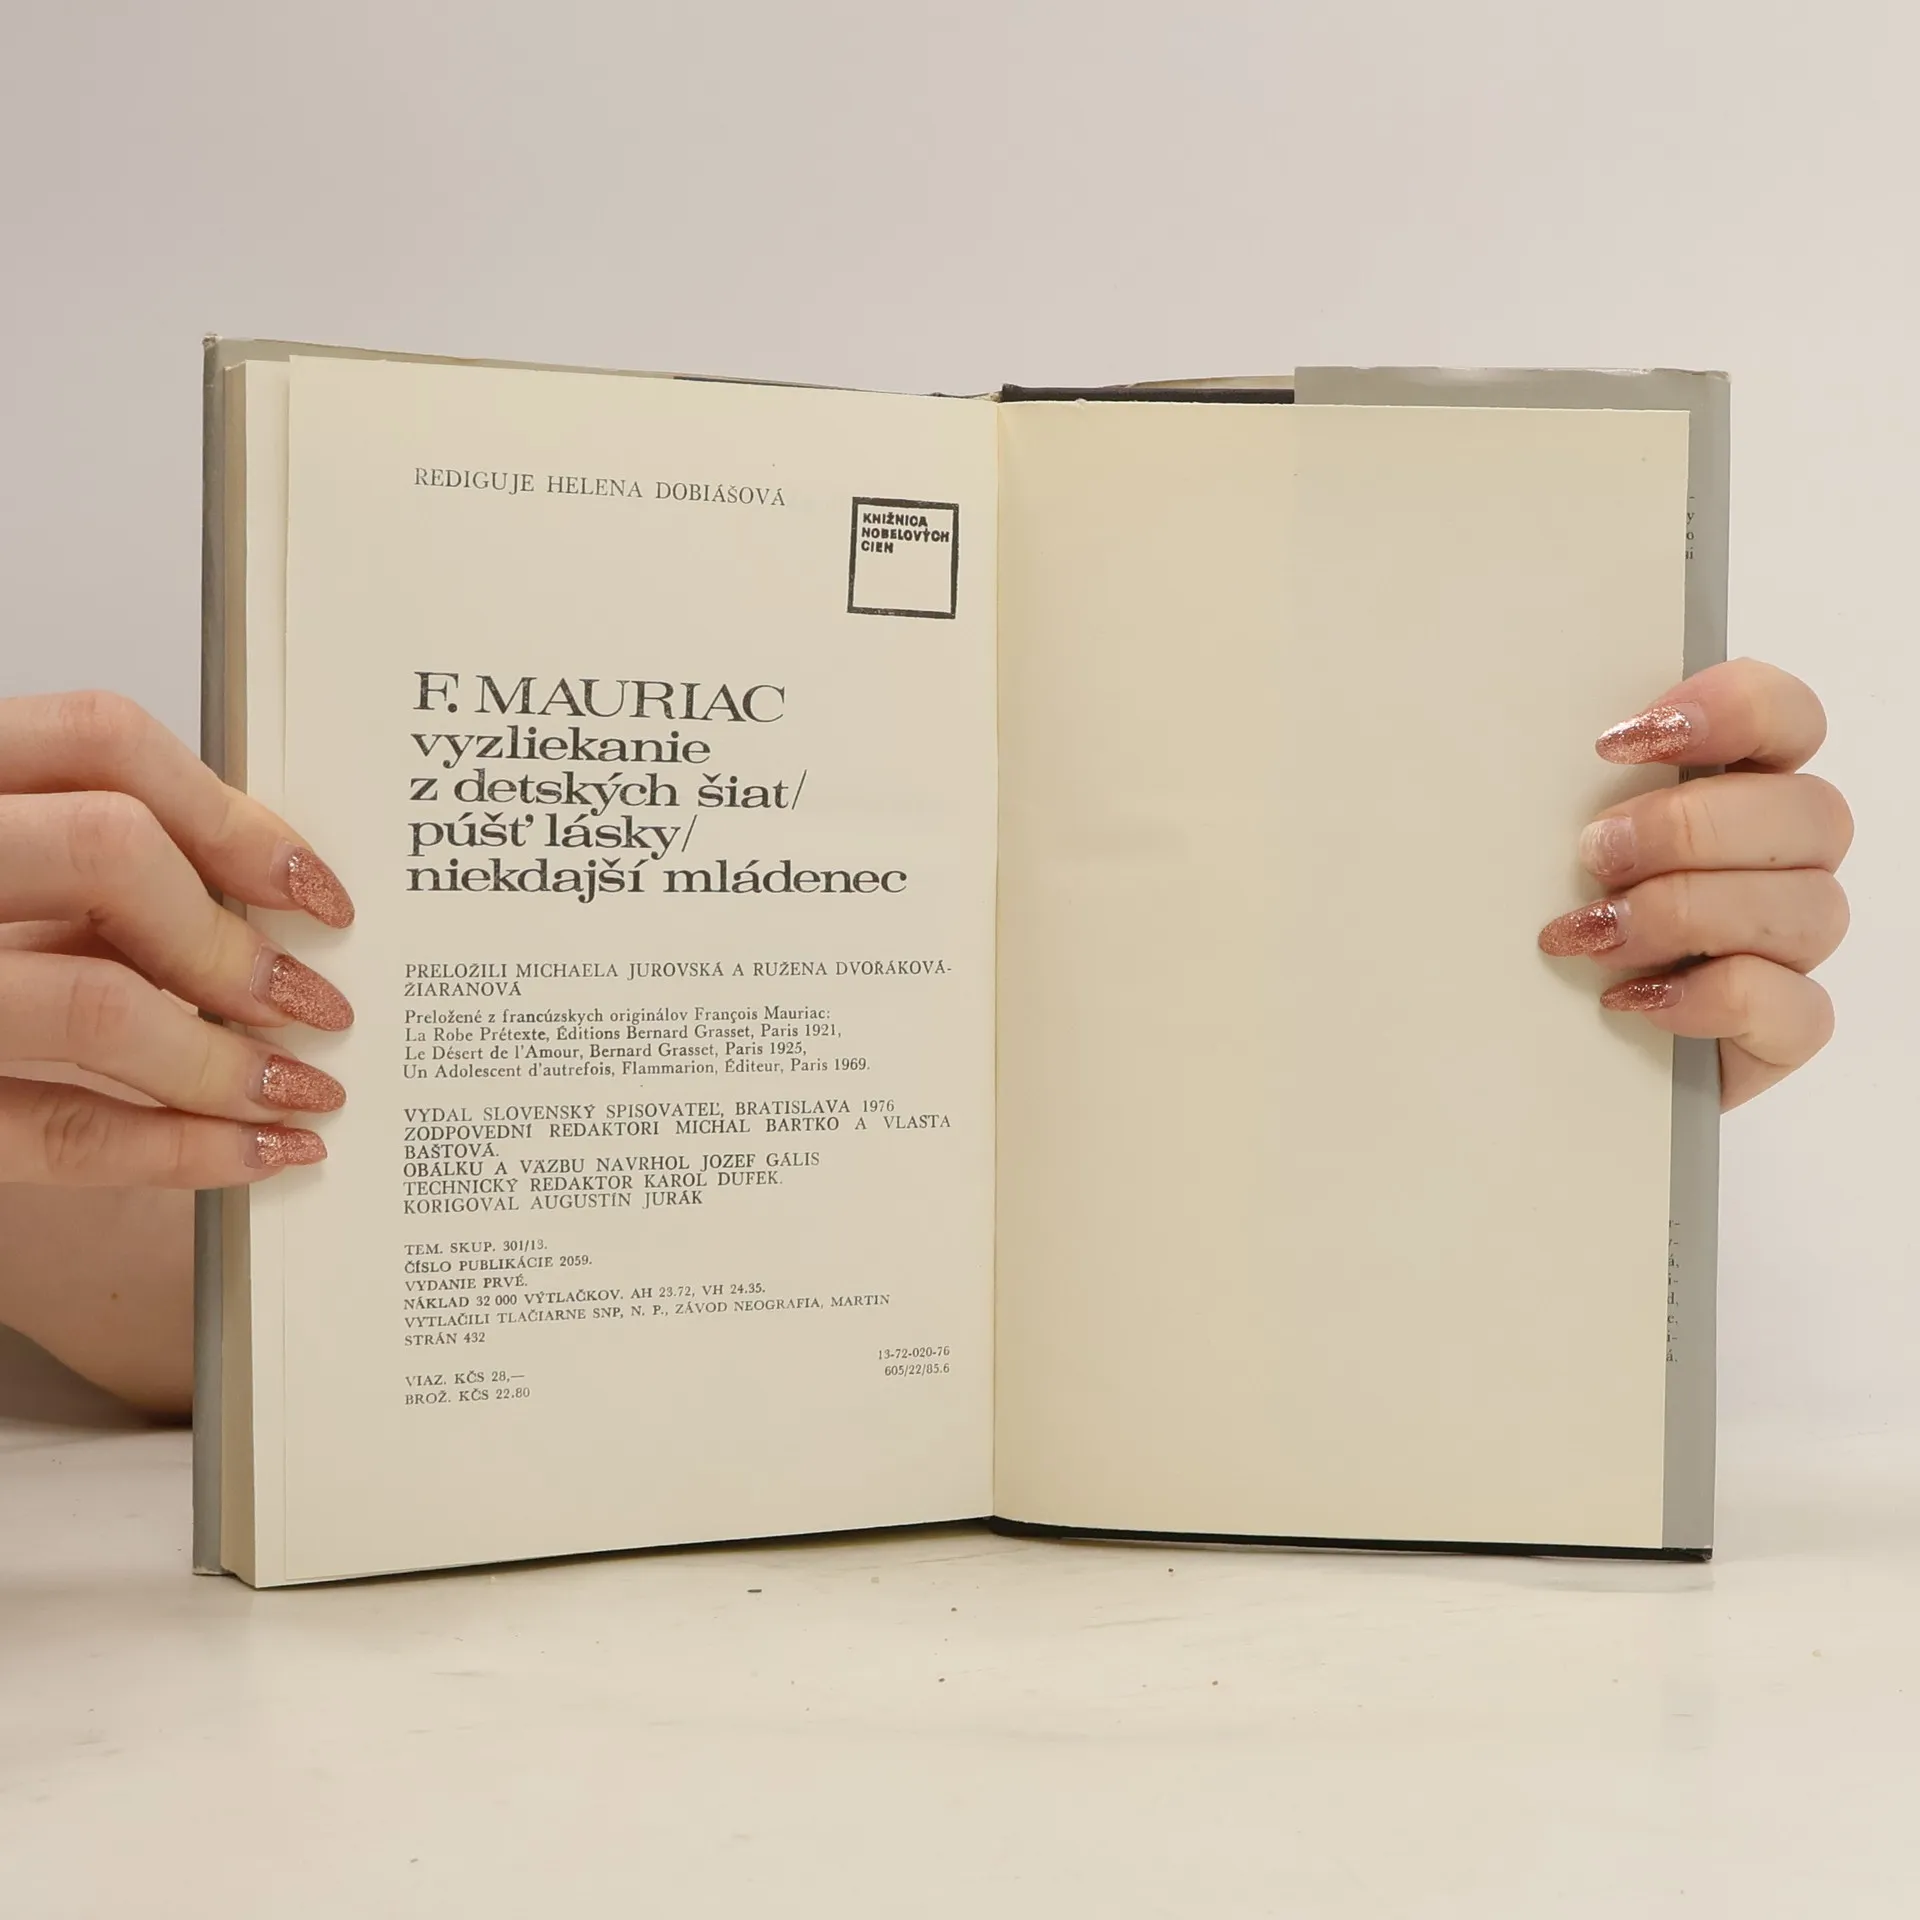 REDIGUJE HELENA DOBIÁŠOVÁ
KNIŽNICA
NOBELOVÝCH
CIEN
F. MAURIAC
vyzliekanie
z detských šiat/
púšť lásky/
niekdajší mládenec
PRELOŽILI MICHAELA JUROVSKÁ A RUŽENA DVOŘÁKOVÁ-
ŽIARANOVÁ
Preložené z francúzskych originálov François Mauriac:
La Robe Prétexte, Éditions Bernard Grasset, Paris 1921,
Le Désert de l'Amour, Bernard Grasset, Paris 1925,
Un Adolescent d'autrefois, Flammarion, Éditeur, Paris 1969.
VYDAL SLOVENSKÝ SPISOVATEĽ, BRATISLAVA 1976
ZODPOVEDNÍ REDAKTORI MICHAL BARTKO A VLASTA
BAŠTOVÁ.
OBÁLKU A VÄZBU NAVRHOL JOZEF GÁLIS
TECHNICKÝ REDAKTOR KAROL DUFEK.
KORIGOVAL AUGUSTÍN JURÁK
TEM. SKUP. 301/13.
ČÍSLO PUBLIKÁCIE 2059.
VYDANIE PRVÉ.
NÁKLAD 32 000 VÝTLAČKOV. AH 23.72, VH 24.35.
VYTLAČILI TLAČIARNE SNP, N. P., ZÁVOD NEOGRAFIA, MARTIN
STRÁN 432
13-72-020-76
605/22/85.6
VIAZ. KČS 28,—
BROŽ. KČS 22.80